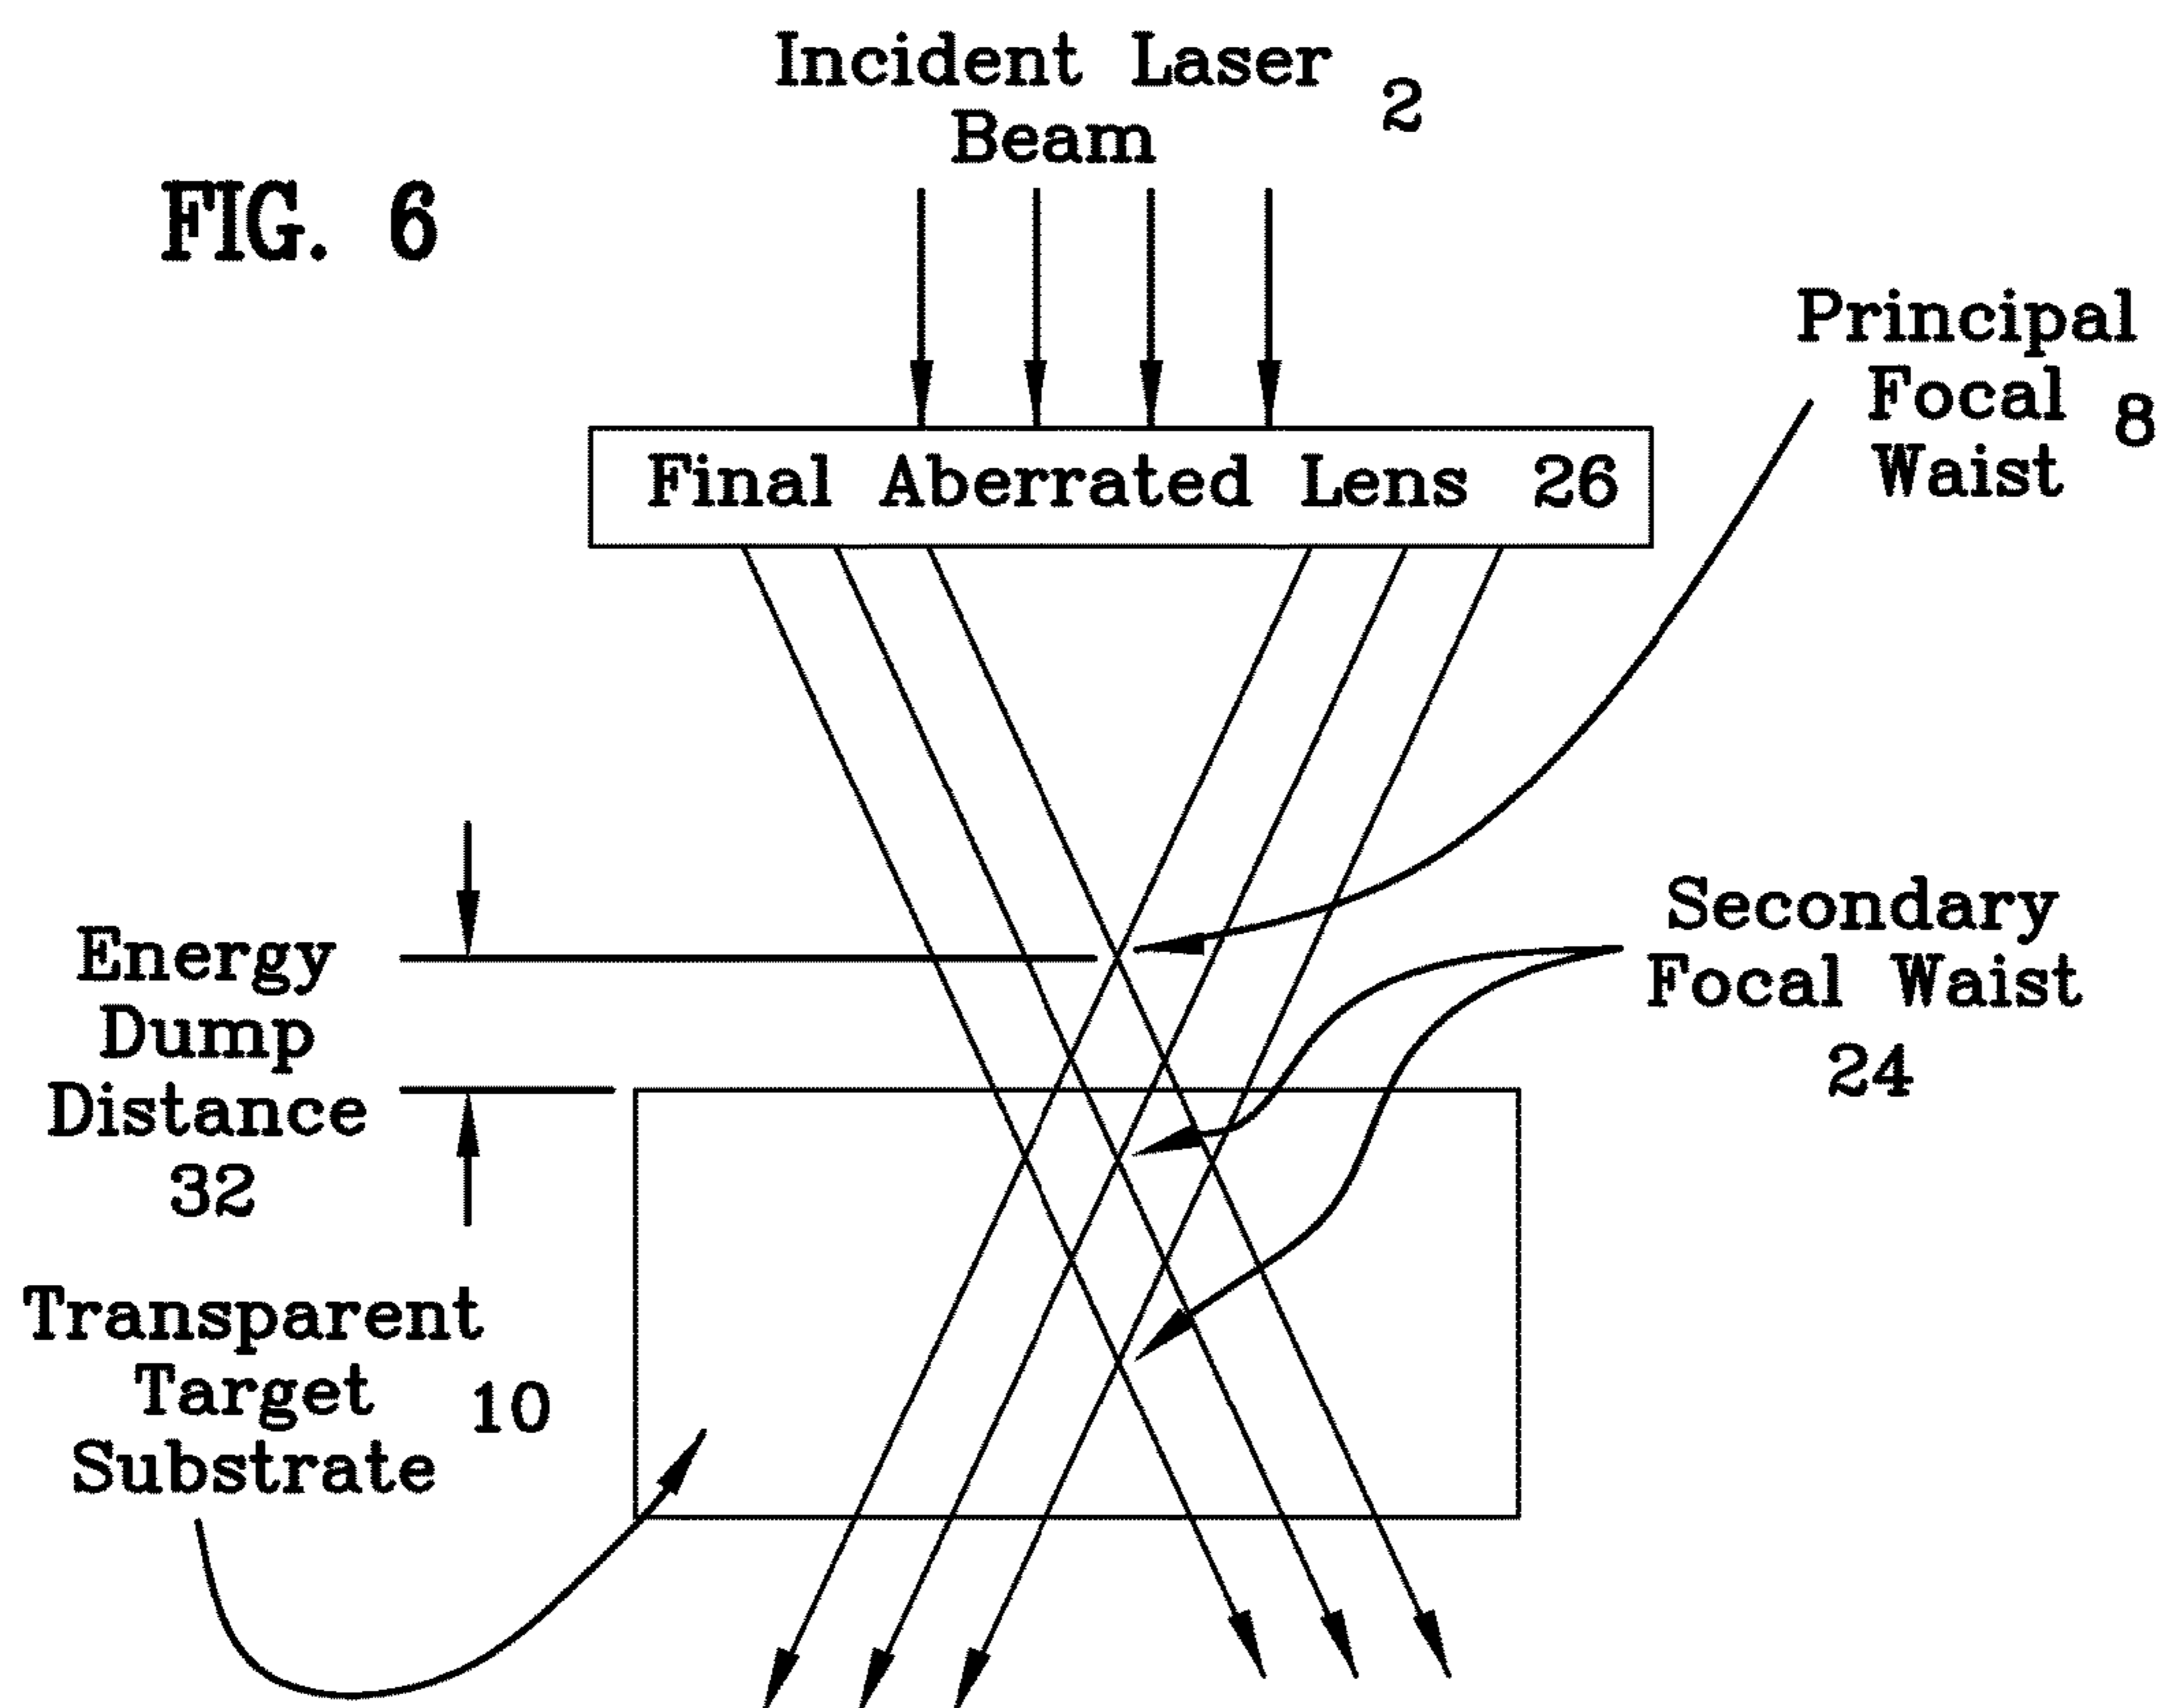 Incident Laser
Beam 2
FIG. 6
Principal
Focal 8
Waist
Final Aberrated Lens 26
Secondary
Focal Waist
24
Energy
Dump
Distance
32
Transparent
Target 10
Substrate